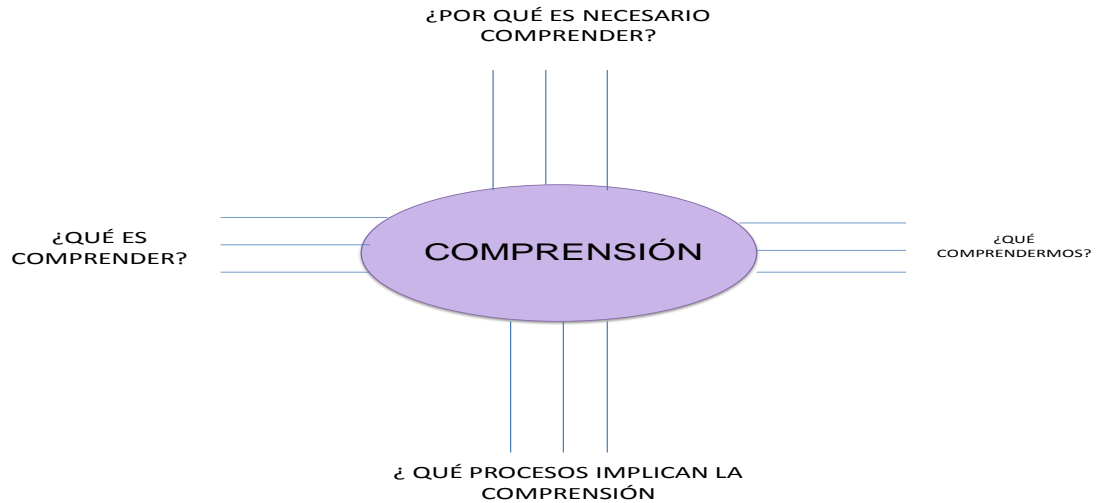 ¿POR QUÉ ES NECESARIO
COMPRENDER?
¿QUÉ ES
COMPRENDER?
COMPRENSIÓN
¿QUÉ
COMPRENDERMOS?
¿ QUÉ PROCESOS IMPLICAN LA
COMPRENSIÓN